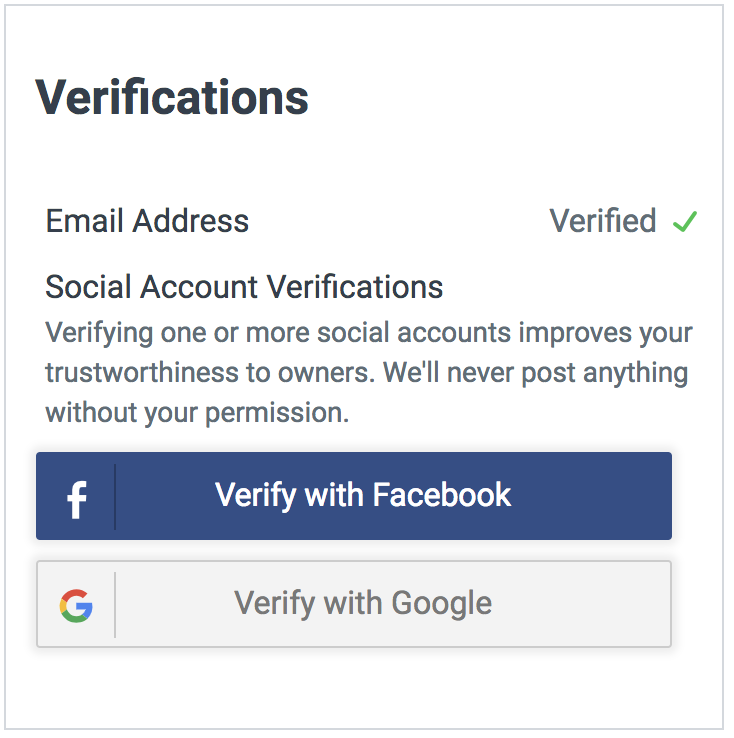 Verifications
Email Address Verified
Social Account Verifications
Verifying one or more social accounts improves your
trustworthiness to owners. We'll never post anything
without your permission.
Verify with Facebook
Verify with Google